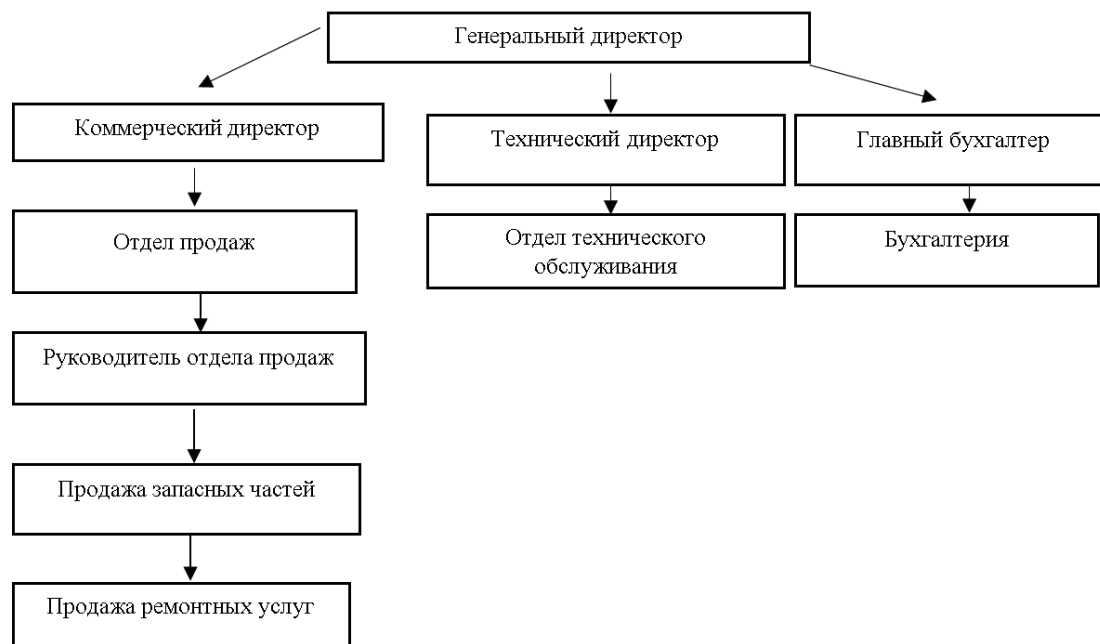 Генеральный директор
Коммерческий директор
Технический директор
Главный бухгалтер
Отдел продаж
Отдел технического
обслуживания
Бухгалтерия
Руководитель отдела продаж
Продажа запасных частей
Продажа ремонтных услуг